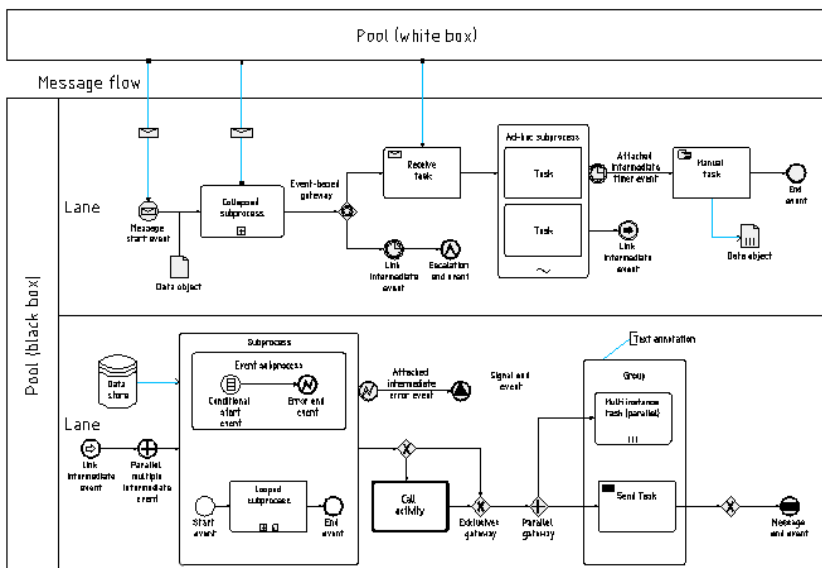 Pool (white box)
Message flow
Pool (black box)
Lane
Message
start event
Data object
Collapsed
subprocess
Event-based
gateway
Receive
task
Link
intermediate
event
Escalation
end event
Ad-hoc subprocess
Task
Task
Attached
intermediate
timer event
Link
intermediate
event
Manual
task
Data object
End
event
Lane
Data
store
Link
intermediate
event
Parallel
multiple
intermediate
event
Subprocess
Event subprocess
Conditional
start
event
Error end
event
Start
event
Looped
subprocess
End
event
Attached
intermediate
error event
Signal end
event
Call
activity
Exclusive
gateway
Parallel
gateway
Text annotation
Group
Multi instance
task (parallel)
Send Task
Message
end event